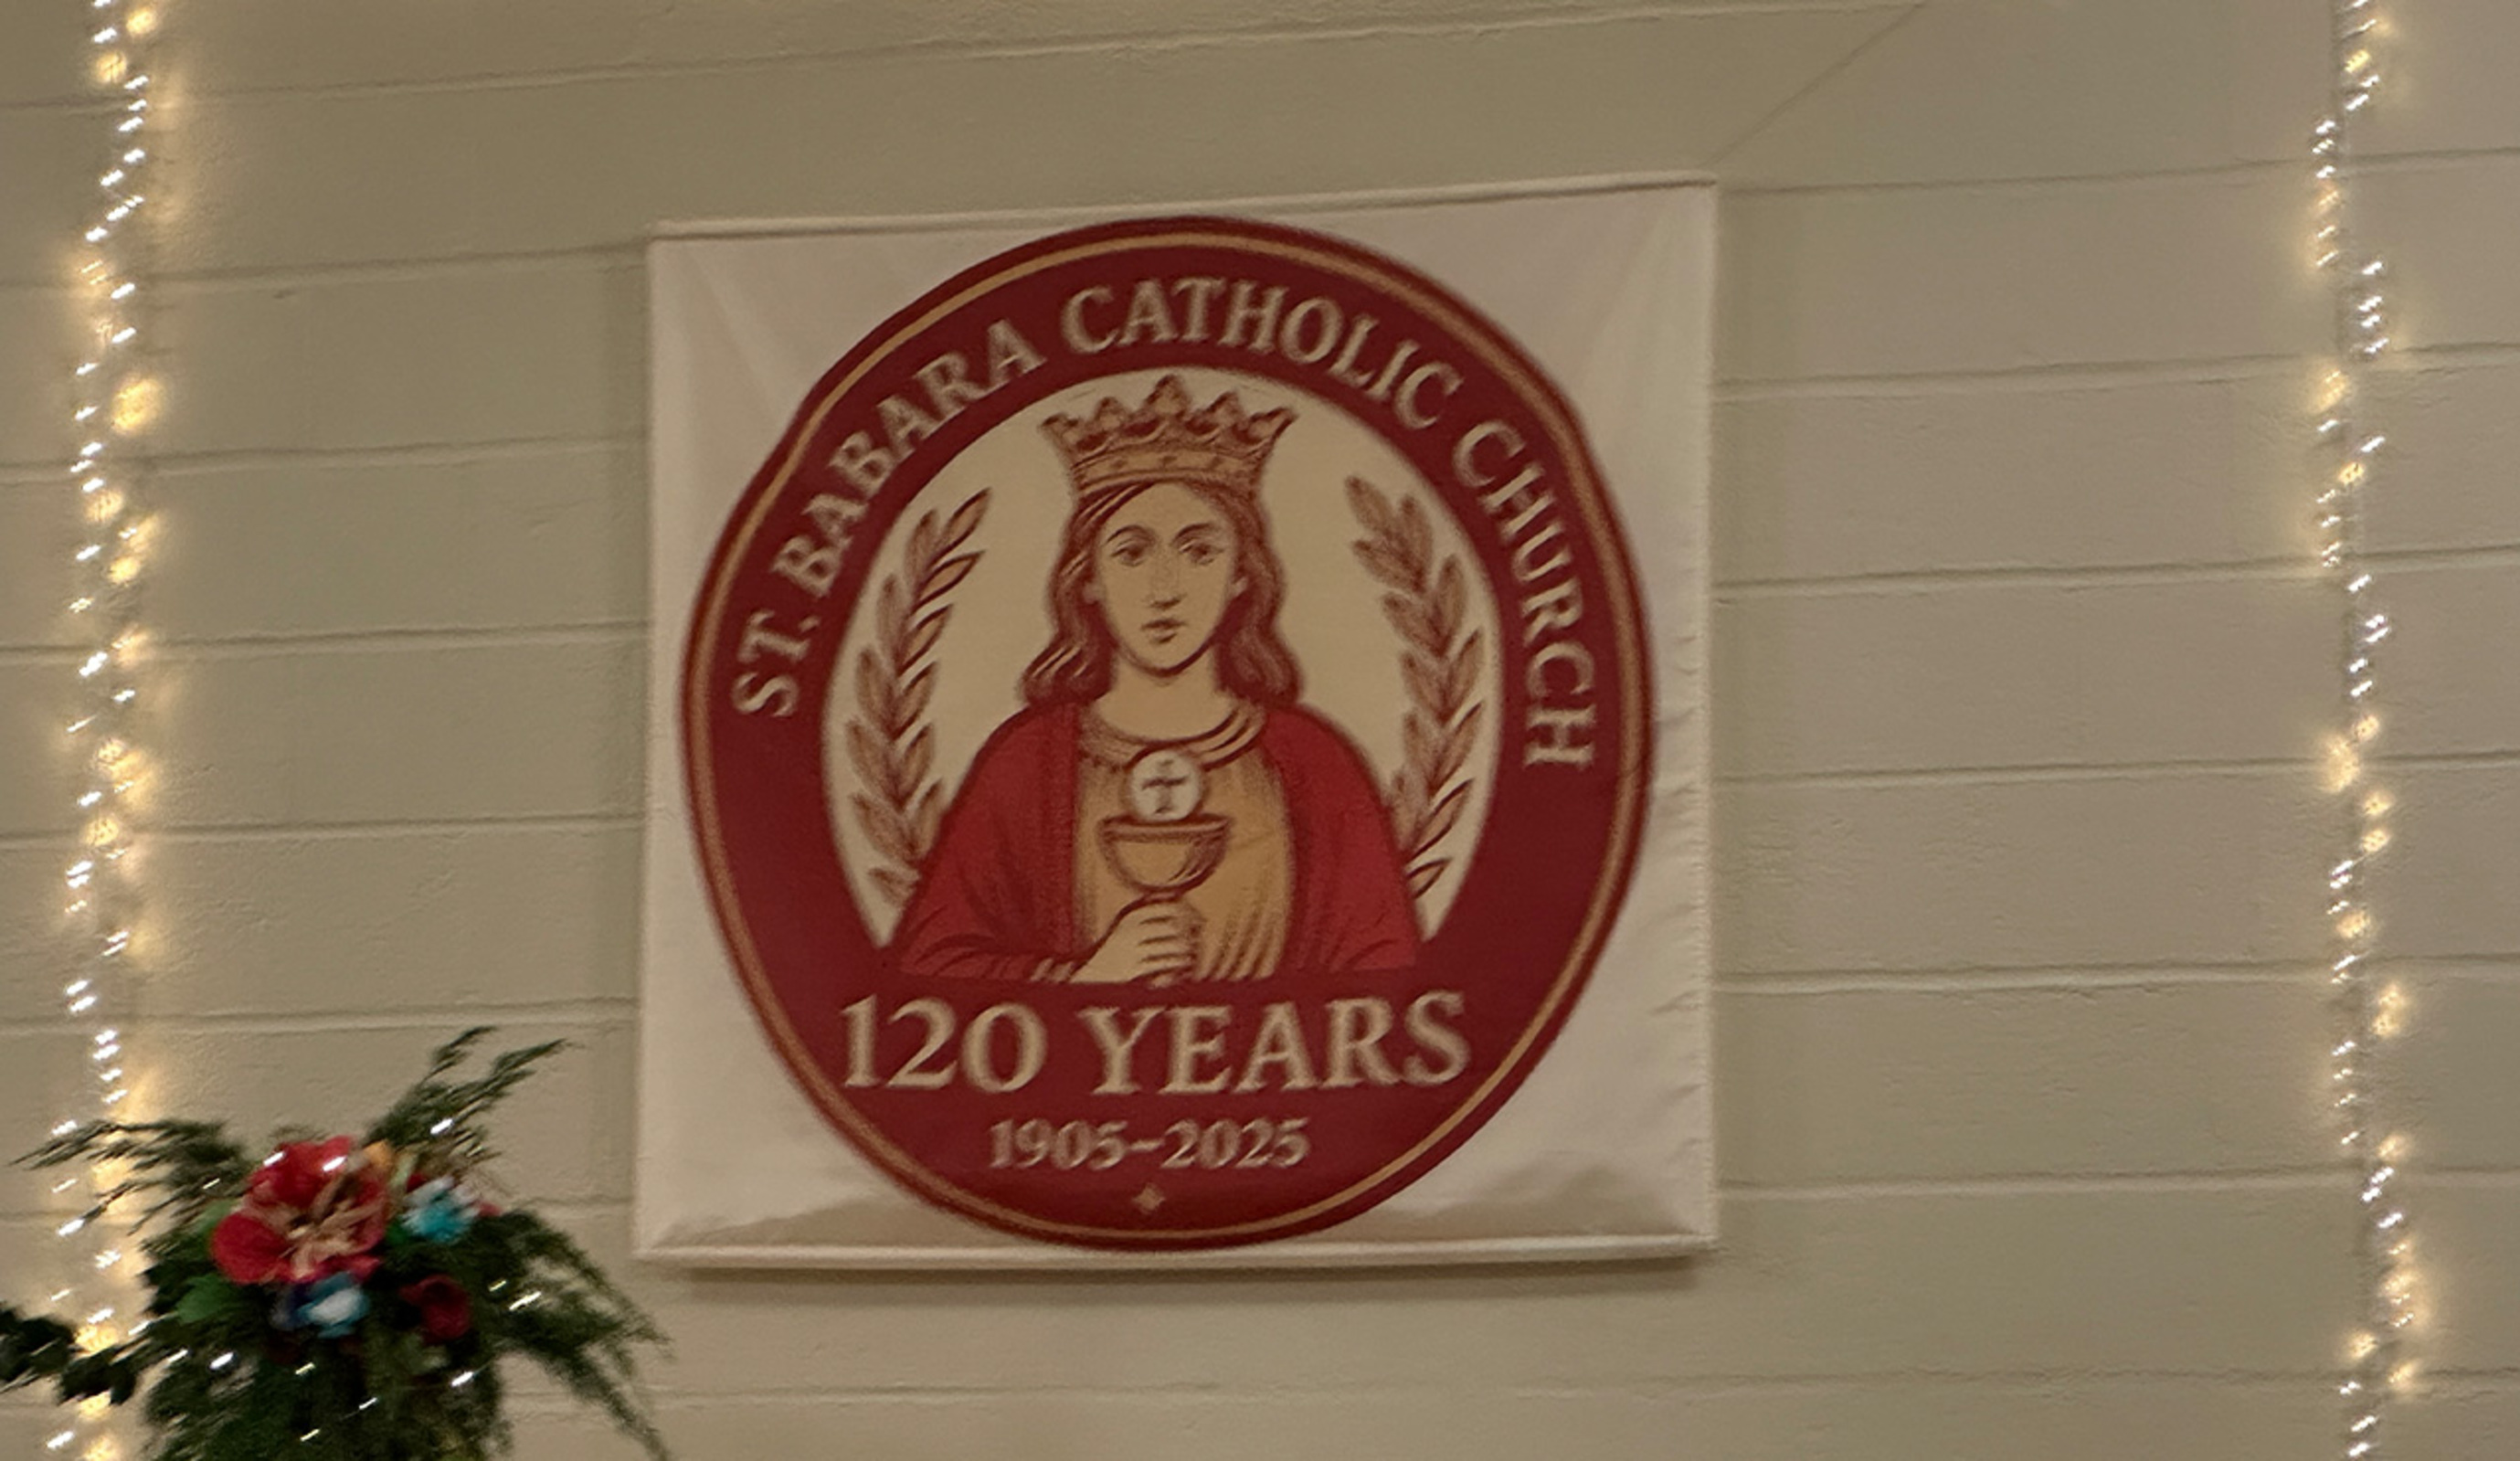 ST. BABARA CATHOLIC CHURCH
120 YEARS
1905-2025